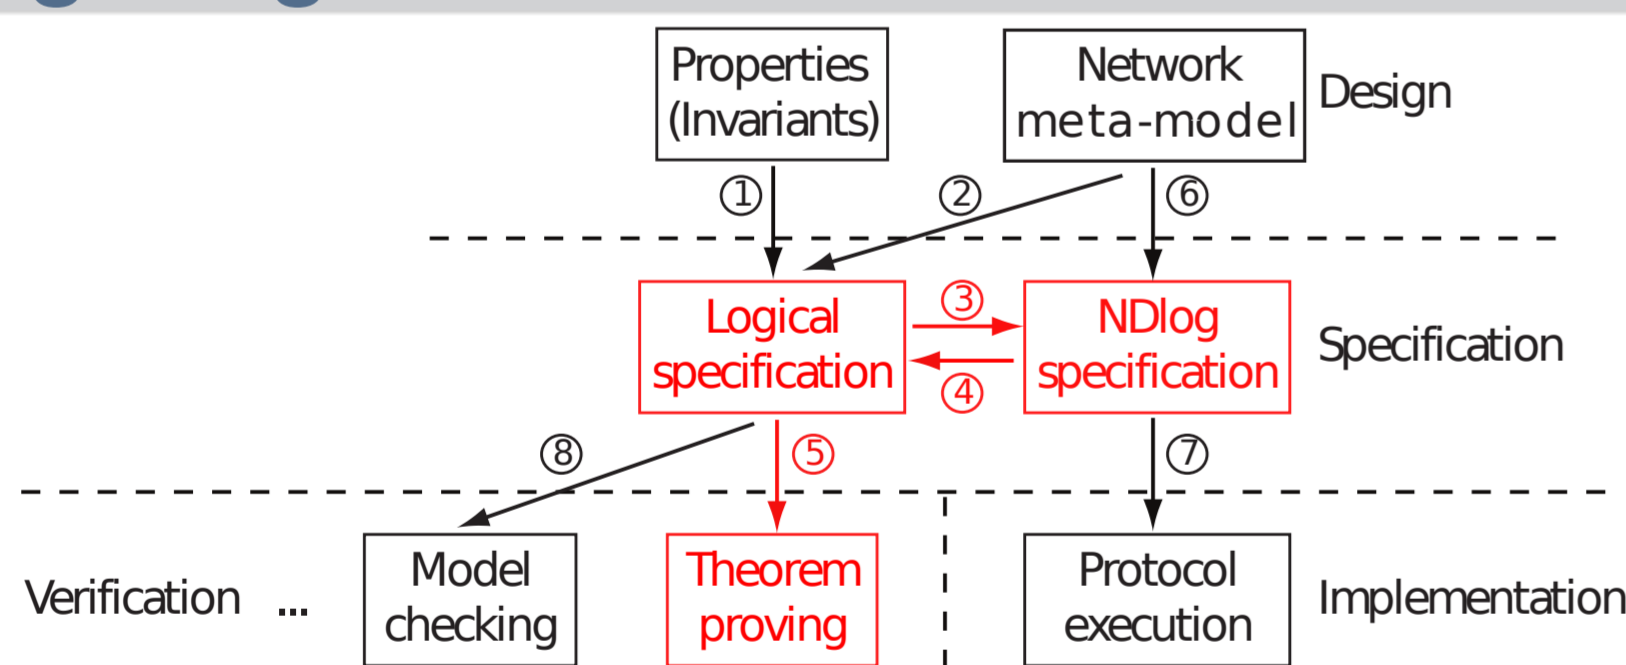 Properties
(Invariants)
Network
meta-model
Design
①
②
⑥
Logical
specification
③
④
NDlog
specification
Specification
⑧
⑤
⑦
Verification ...
Model
checking
Theorem
proving
Protocol
execution
Implementation